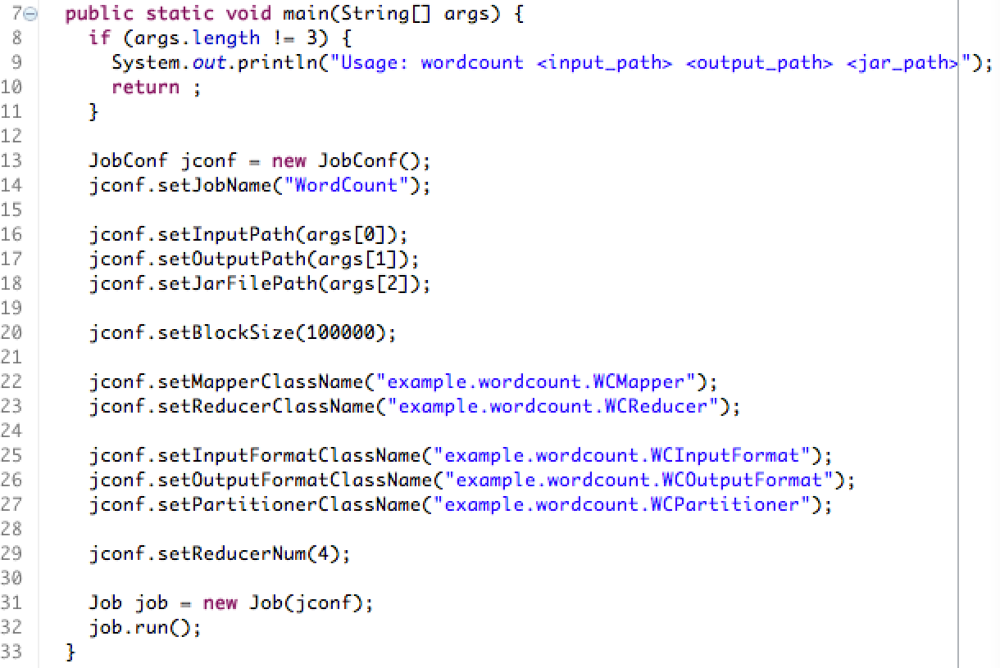 7 public static void main(String[] args) {
8 if (args.length != 3) {
9 System.out.println("Usage: wordcount <input_path> <output_path> <jar_path>");
10 return ;
11 }
12
13 JobConf jconf = new JobConf();
14 jconf.setJobName("WordCount");
15
16 jconf.setInputPath(args[0]);
17 jconf.setOutputPath(args[1]);
18 jconf.setJarFilePath(args[2]);
19
20 jconf.setBlockSize(100000);
21
22 jconf.setMapperClassName("example.wordcount.WCMapper");
23 jconf.setReducerClassName("example.wordcount.WCReducer");
24
25 jconf.setInputFormatClassName("example.wordcount.WCInputFormat");
26 jconf.setOutputFormatClassName("example.wordcount.WCOutputFormat");
27 jconf.setPartitionerClassName("example.wordcount.WCPartitioner");
28
29 jconf.setReducerNum(4);
30
31 Job job = new Job(jconf);
32 job.run();
33 }